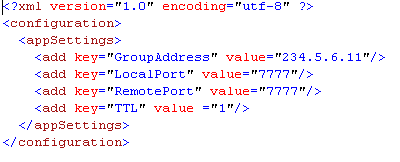 <?xml version="1.0" encoding="utf-8" ?>
<configuration>
  <appSettings>
    <add key="GroupAddress" value="234.5.6.11"/>
    <add key="LocalPort" value="7777"/>
    <add key="RemotePort" value="7777"/>
    <add key="TTL" value ="1"/>
  </appSettings>
</configuration>